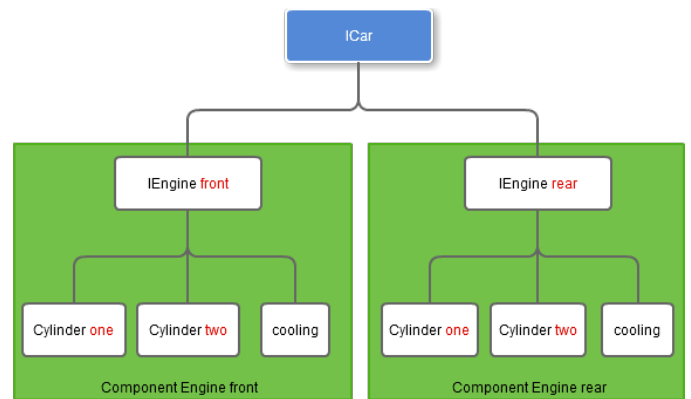 ICar
IEngine front
IEngine rear
Cylinder one
Cylinder two
cooling
Cylinder one
Cylinder two
cooling
Component Engine front
Component Engine rear